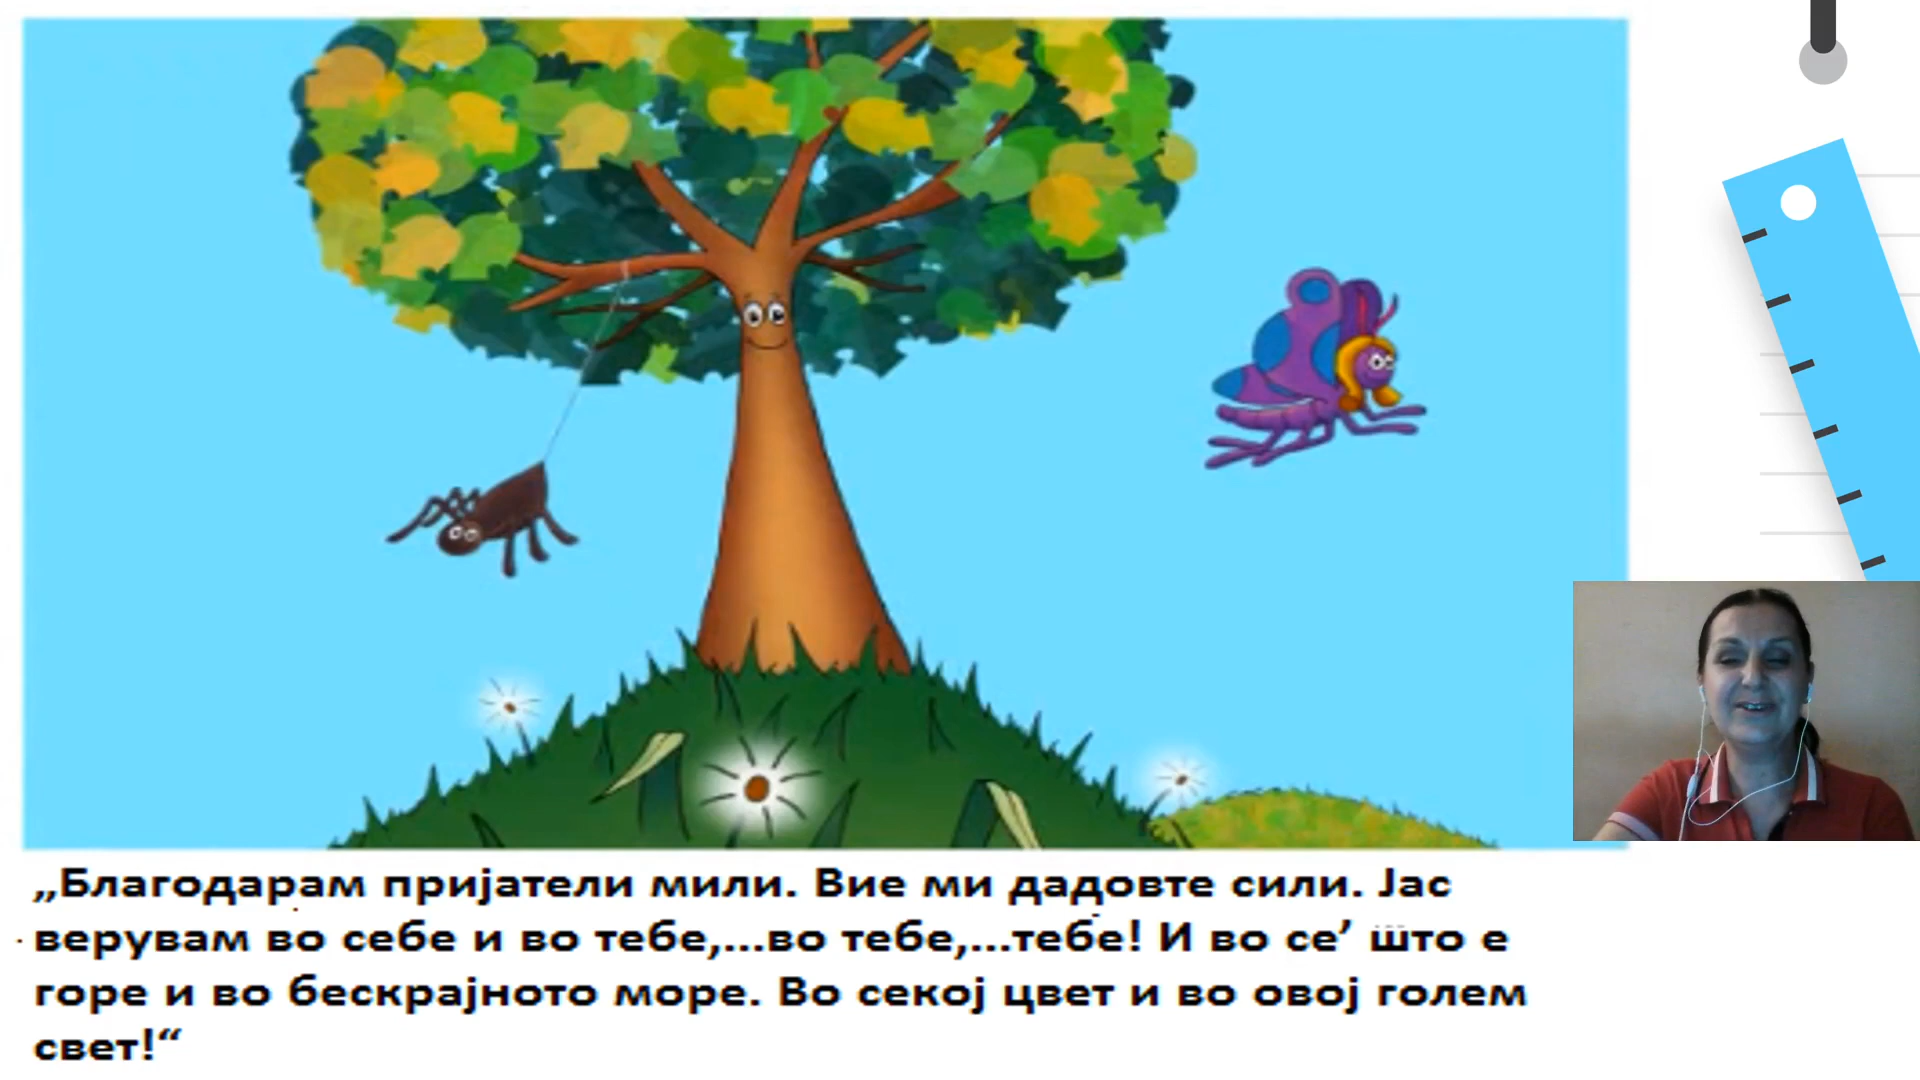 „Благодарам пријатели мили. Вие ми дадовте сили. Јас
верувам во себе и во тебе,...во тебе,...тебе! И во се’ што е
горе и во бескрајното море. Во секој цвет и во овој голем
свет!“